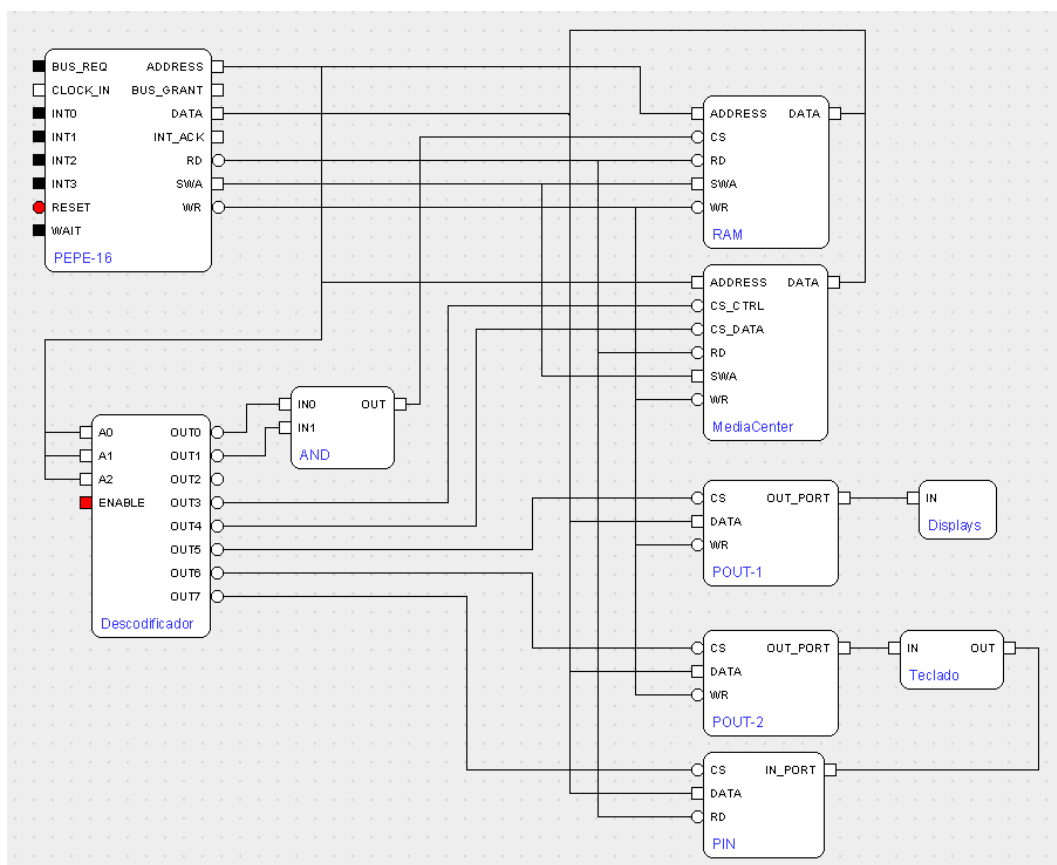 BUS_REQ ADDRESS
CLOCK_IN BUS_GRANT
INT0 DATA
INT1 INT_ACK
INT2 RD
INT3 SWA
RESET WR
WAIT
PEPE-16
ADDRESS DATA
CS
RD
SWA
WR
RAM
ADDRESS DATA
CS_CTRL
CS_DATA
RD
SWA
WR
MediaCenter
A0 OUT0
A1 OUT1
A2 OUT2
ENABLE OUT3
OUT4
OUT5
OUT6
OUT7
Descodificador
IN0 OUT
IN1
AND
CS OUT_PORT
DATA
WR
POUT-1
IN
Displays
CS OUT_PORT
DATA
WR
POUT-2
IN OUT
Teclado
CS IN_PORT
DATA
RD
PIN